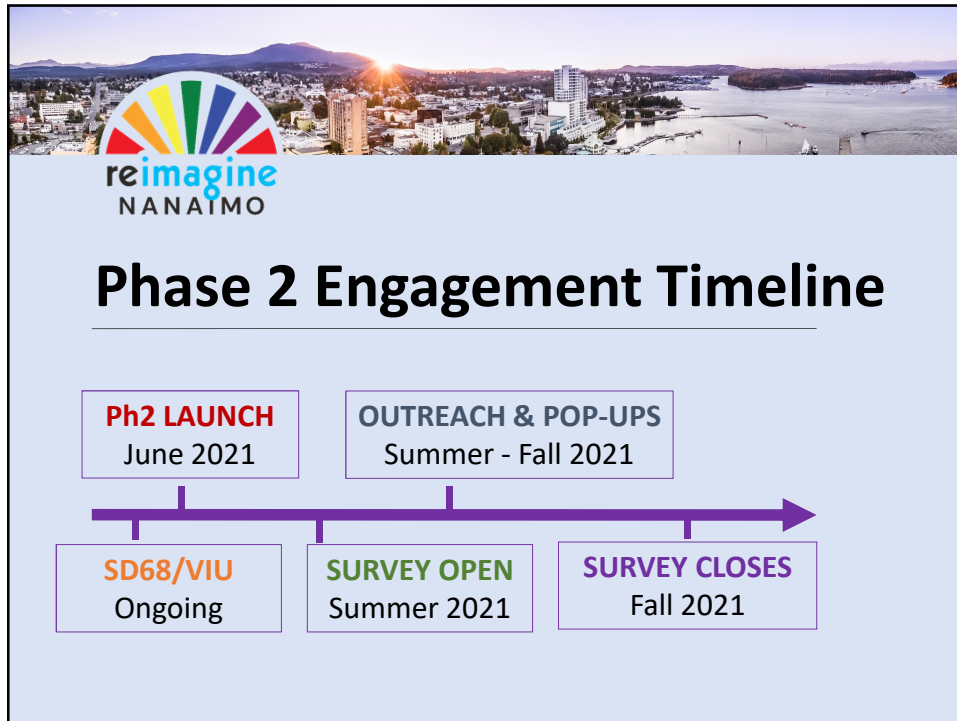 reimagine
NANAIMO
Phase 2 Engagement Timeline
Ph2 LAUNCH
June 2021
OUTREACH & POP-UPS
Summer - Fall 2021
SD68/VIU
Ongoing
SURVEY OPEN
Summer 2021
SURVEY CLOSES
Fall 2021